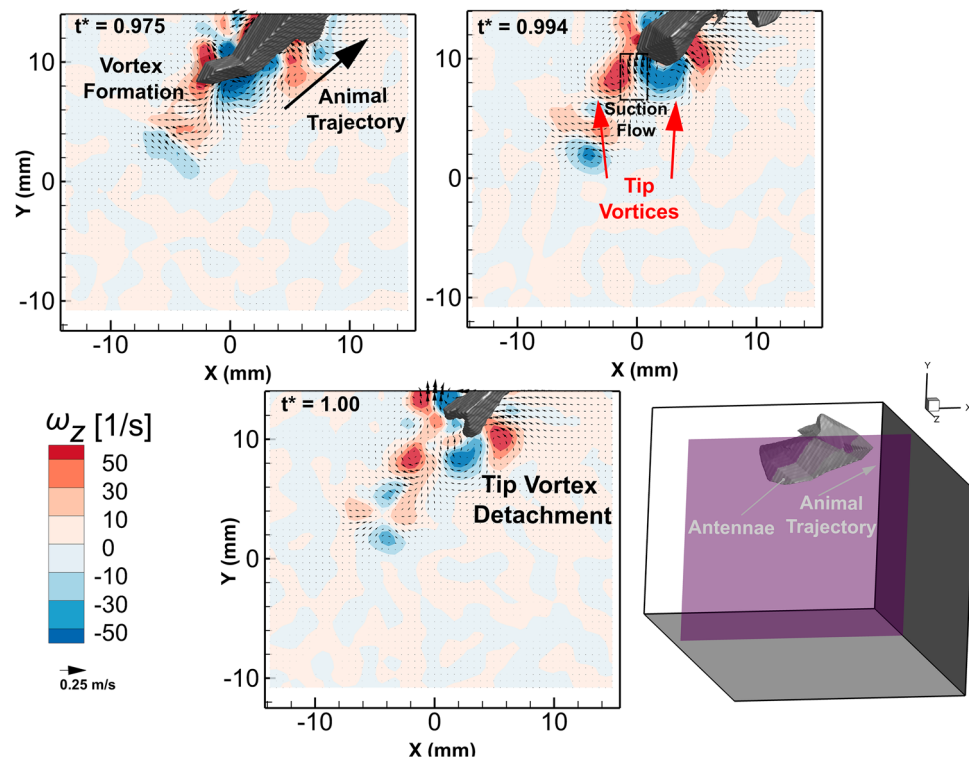 t* = 0.975
Vortex
Formation
Animal
Trajectory
10
0
-10
Y (mm)
-10
0
10
X (mm)
t* = 0.994
Suction
Flow
Tip
Vortices
10
0
-10
-10
0
10
X (mm)
ωz [1/s]
50
30
10
0
-10
-30
-50
0.25 m/s
t* = 1.00
Tip Vortex
Detachment
10
0
-10
Y (mm)
-10
0
10
X (mm)
Y
X
Z
Antennae
Animal
Trajectory